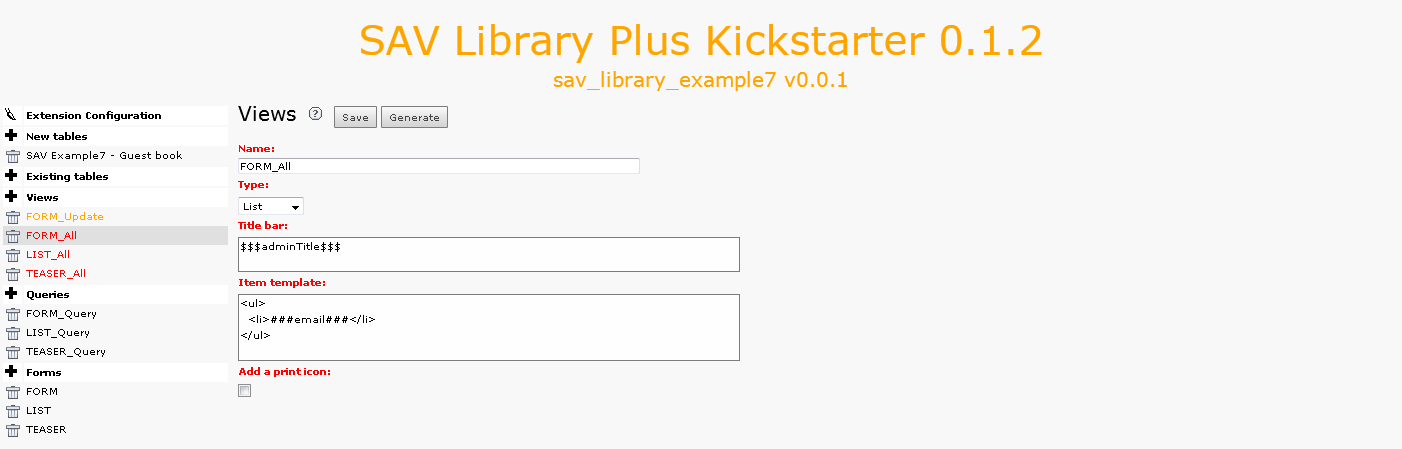 SAV Library Plus Kickstarter 0.1.2
sav_library_example7 v0.0.1
Extension Configuration
New tables
SAV Example7 - Guest book
Existing tables
Views
FORM_Update
FORM_All
LIST_All
TEASER_All
Queries
FORM_Query
LIST_Query
TEASER_Query
Forms
FORM
LIST
TEASER
Views ? Save Generate
Name:
FORM_All
Type:
List
Title bar:
$$$adminTitle$$$
Item template:
<ul>
<li>###email###</li>
</ul>
Add a print icon: